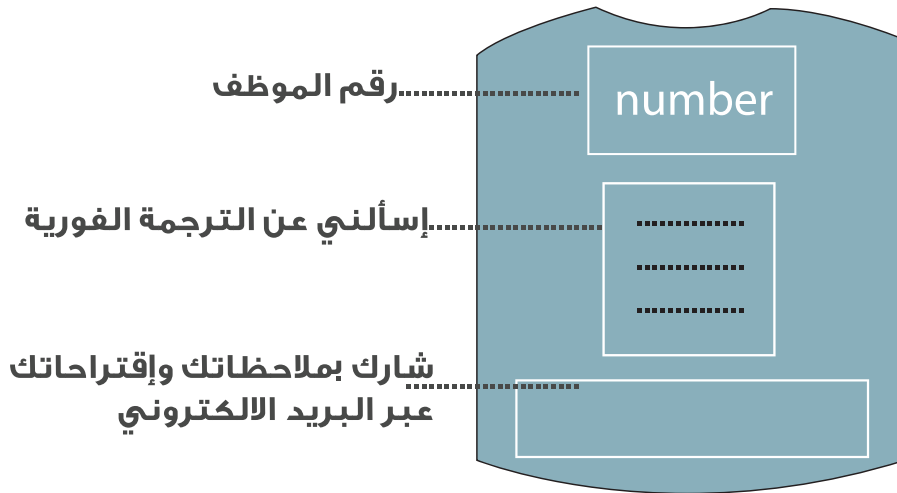 رقم الموظف
number
إسألني عن الترجمة الفورية
شارك بملاحظاتك وإقتراحاتك
عبر البريد الالكتروني